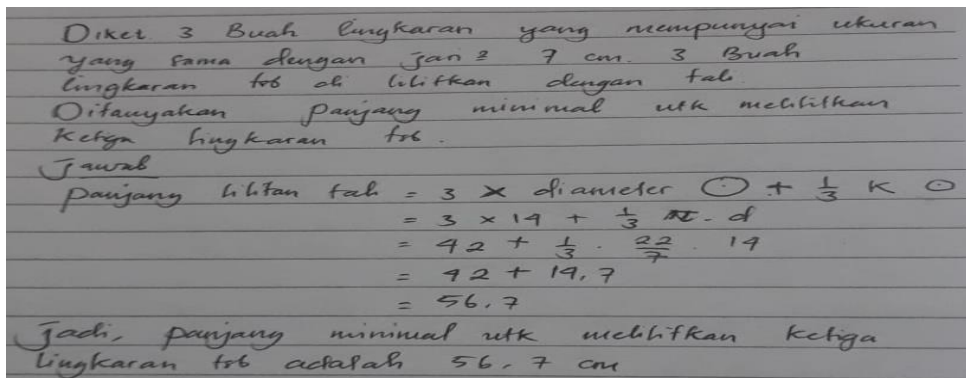 Diket 3 Buah lingkaran yang mempunyai ukuran
yang sama dengan jari² 7 cm. 3 Buah
lingkaran tsb di lilitkan dengan tali.
Ditanyakan panjang minimal utk melilitkan
Ketiga lingkaran tsb.
Jawab
panjang lilitan tali = 3 × diameter ⊙ + 1/3 K ⊙
= 3 × 14 + 1/3 π. d
= 42 + 1/3 . 22/7 . 14
= 42 + 14,7
= 56,7
Jadi, panjang minimal utk melilitkan ketiga
lingkaran tsb adalah 56,7 cm